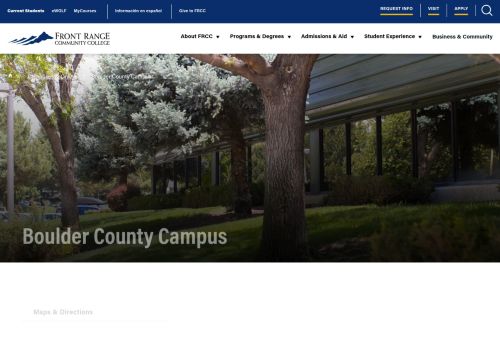 Current Students eWOLF MyCourses Información en español Give to FRCC REQUEST INFO VISIT APPLY
FRONT RANGE
COMMUNITY COLLEGE
About FRCC Programs & Degrees Admissions & Aid Student Experience Business & Community
Boulder County Campus
Boulder County Campus
Maps & Directions